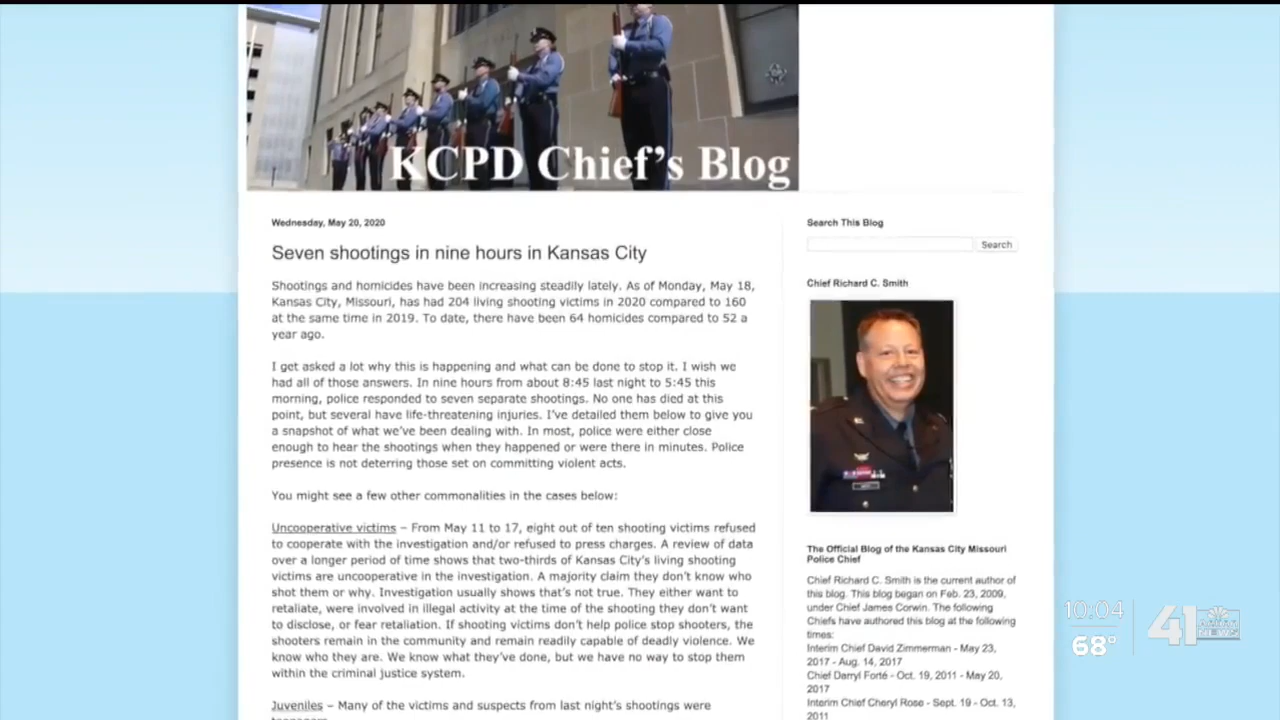 KCPD Chief's Blog
Wednesday, May 20, 2020
Seven shootings in nine hours in Kansas City
Shootings and homicides have been increasing steadily lately. As of Monday, May 18,
Kansas City, Missouri, has had 204 living shooting victims in 2020 compared to 160
at the same time in 2019. To date, there have been 64 homicides compared to 52 a
year ago.
I get asked a lot why this is happening and what can be done to stop it. I wish we
had all of those answers. In nine hours from about 8:45 last night to 5:45 this
morning, police responded to seven separate shootings. No one has died at this
point, but several have life-threatening injuries. I've detailed them below to give you
a snapshot of what we've been dealing with. In most, police were either close
enough to hear the shootings when they happened or were there in minutes. Police
presence is not deterring those set on committing violent acts.
You might see a few other commonalities in the cases below:
Uncooperative victims – From May 11 to 17, eight out of ten shooting victims refused
to cooperate with the investigation and/or refused to press charges. A review of data
over a longer period of time shows that two-thirds of Kansas City's living shooting
victims are uncooperative in the investigation. A majority claim they don't know who
shot them or why. Investigation usually shows that's not true. They either want to
retaliate, were involved in illegal activity at the time of the shooting they don't want
to disclose, or fear retaliation. If shooting victims don't help police stop shooters, the
shooters remain in the community and remain readily capable of deadly violence. We
know who they are. We know what they've done, but we have no way to stop them
within the criminal justice system.
Juveniles – Many of the victims and suspects from last night's shootings were
Search This Blog
Search
Chief Richard C. Smith
The Official Blog of the Kansas City Missouri
Police Chief
Chief Richard C. Smith is the current author of
this blog. This blog began on Feb. 23, 2009,
under Chief James Corwin. The following
Chiefs have authored this blog at the following
times:
Interim Chief David Zimmerman - May 23,
2017 - Aug. 14, 2017
Chief Darryl Forté - Oct. 19, 2011 - May 20,
2017
Interim Chief Cheryl Rose - Sept. 19 - Oct. 13,
2011
10:04
68°
41
ACTION
NEWS